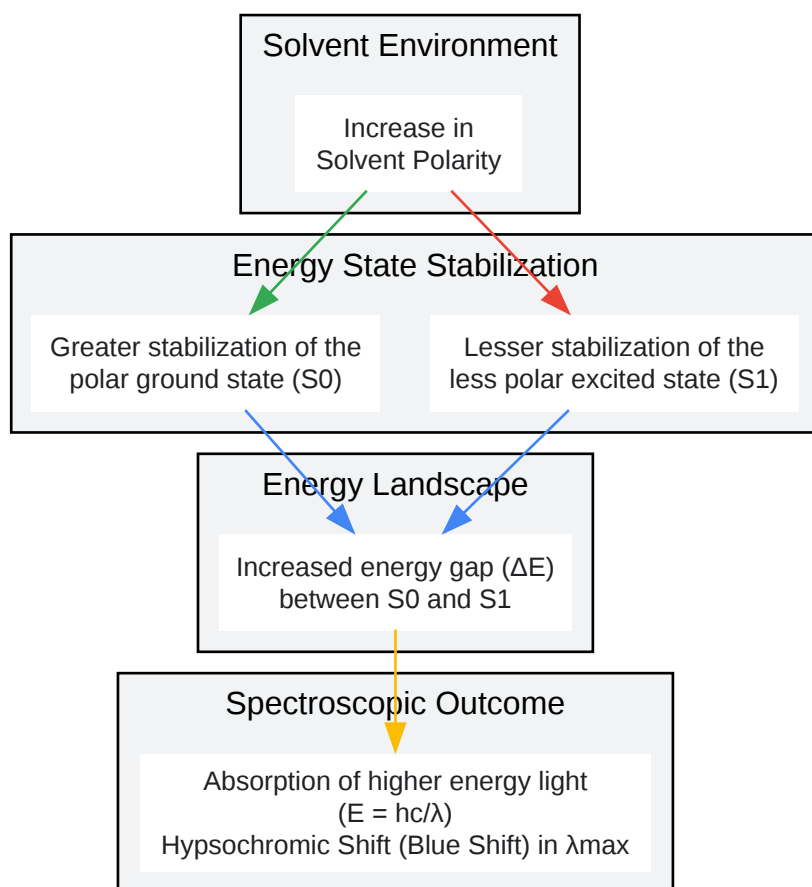 Solvent Environment
Increase in
Solvent Polarity
Energy State Stabilization
Greater stabilization of the
polar ground state (S0)
Lesser stabilization of the
less polar excited state (S1)
Energy Landscape
Increased energy gap (ΔE)
between S0 and S1
Spectroscopic Outcome
Absorption of higher energy light
(E = hc/λ)
Hypsochromic Shift (Blue Shift) in λmax